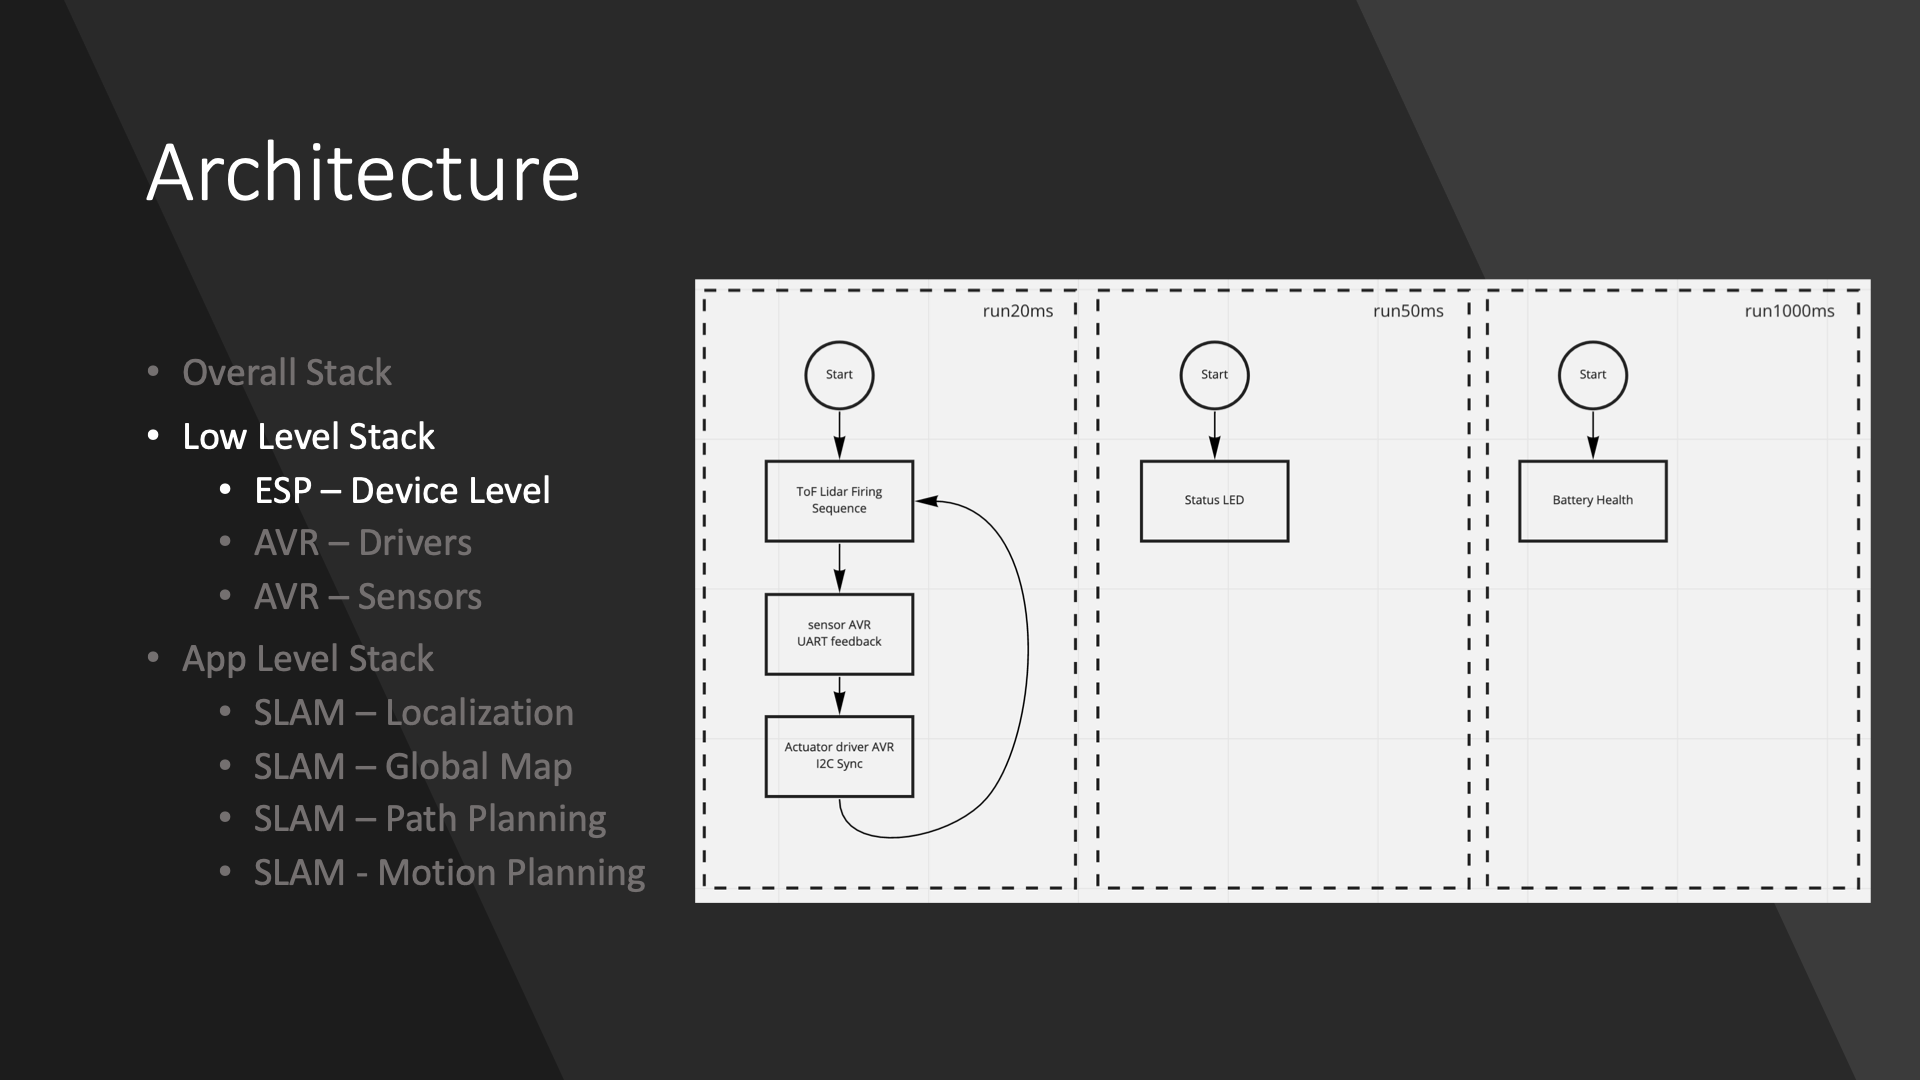 Architecture
• Overall Stack
• Low Level Stack
• ESP – Device Level
• AVR – Drivers
• AVR – Sensors
• App Level Stack
• SLAM – Localization
• SLAM – Global Map
• SLAM – Path Planning
• SLAM - Motion Planning
run20ms
Start
ToF Lidar Firing
Sequence
sensor AVR
UART feedback
Actuator driver AVR
I2C Sync
run50ms
Start
Status LED
run1000ms
Start
Battery Health